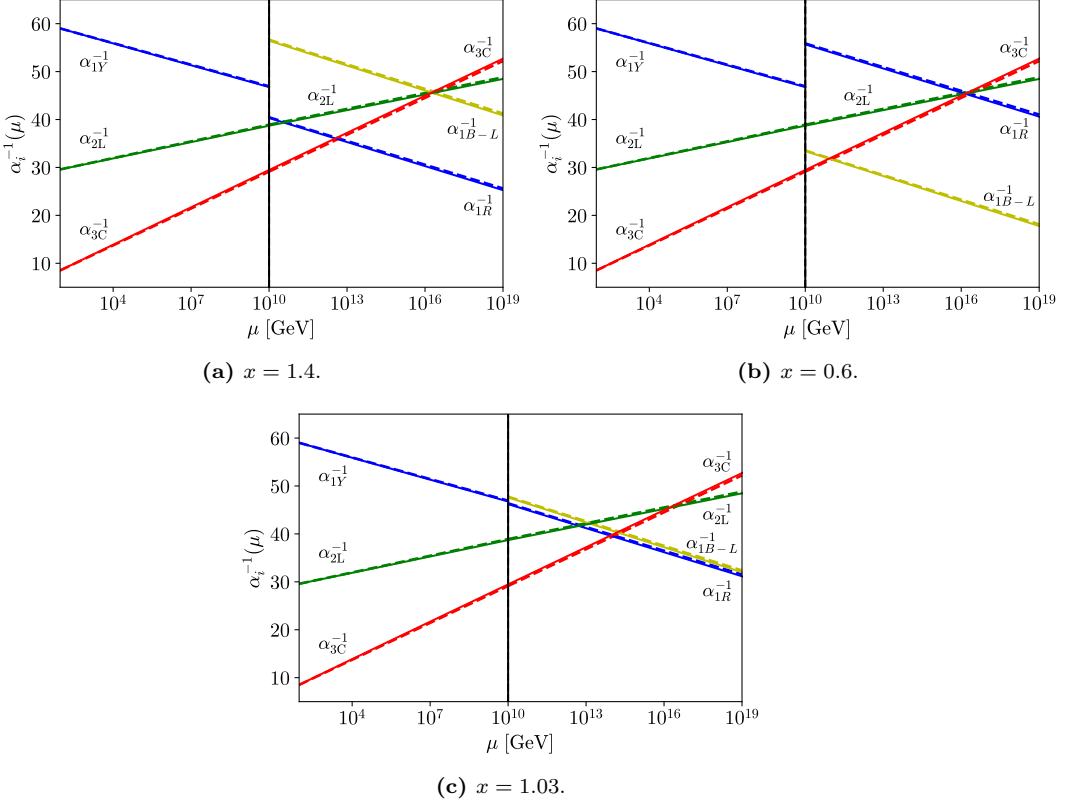 60
50
40
30
20
10
α_i^{-1}(μ)
α_{1Y}^{-1}
α_{2L}^{-1}
α_{3C}^{-1}
α_{2L}^{-1}
α_{3C}^{-1}
α_{1B-L}^{-1}
α_{1R}^{-1}
10^4 10^7 10^{10} 10^{13} 10^{16} 10^{19}
μ [GeV]
(a) x = 1.4.
60
50
40
30
20
10
α_i^{-1}(μ)
α_{1Y}^{-1}
α_{2L}^{-1}
α_{3C}^{-1}
α_{2L}^{-1}
α_{3C}^{-1}
α_{1R}^{-1}
α_{1B-L}^{-1}
10^4 10^7 10^{10} 10^{13} 10^{16} 10^{19}
μ [GeV]
(b) x = 0.6.
60
50
40
30
20
10
α_i^{-1}(μ)
α_{1Y}^{-1}
α_{2L}^{-1}
α_{3C}^{-1}
α_{3C}^{-1}
α_{2L}^{-1}
α_{1B-L}^{-1}
α_{1R}^{-1}
10^4 10^7 10^{10} 10^{13} 10^{16} 10^{19}
μ [GeV]
(c) x = 1.03.